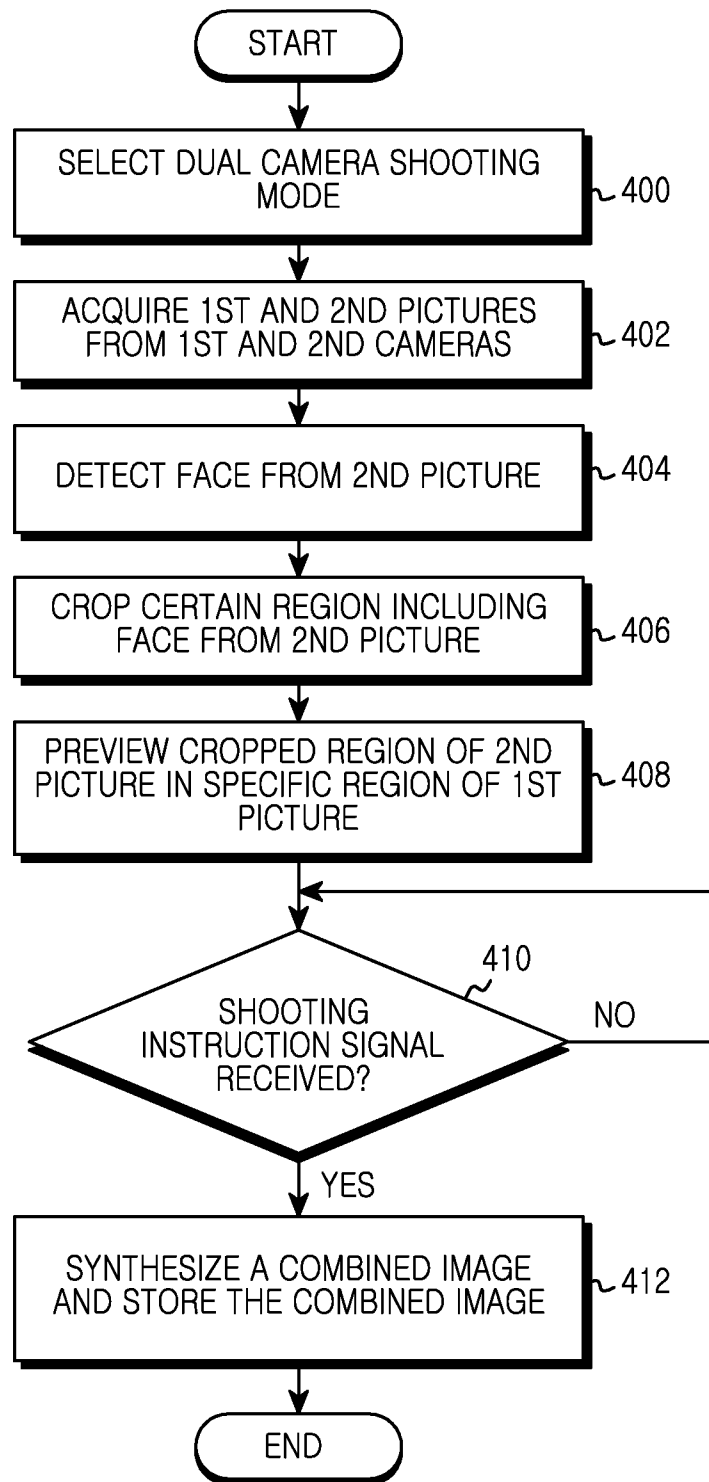 START
SELECT DUAL CAMERA SHOOTING
MODE
400
ACQUIRE 1ST AND 2ND PICTURES
FROM 1ST AND 2ND CAMERAS
402
DETECT FACE FROM 2ND PICTURE
404
CROP CERTAIN REGION INCLUDING
FACE FROM 2ND PICTURE
406
PREVIEW CROPPED REGION OF 2ND
PICTURE IN SPECIFIC REGION OF 1ST
PICTURE
408
410
SHOOTING
INSTRUCTION SIGNAL
RECEIVED?
NO
YES
SYNTHESIZE A COMBINED IMAGE
AND STORE THE COMBINED IMAGE
412
END